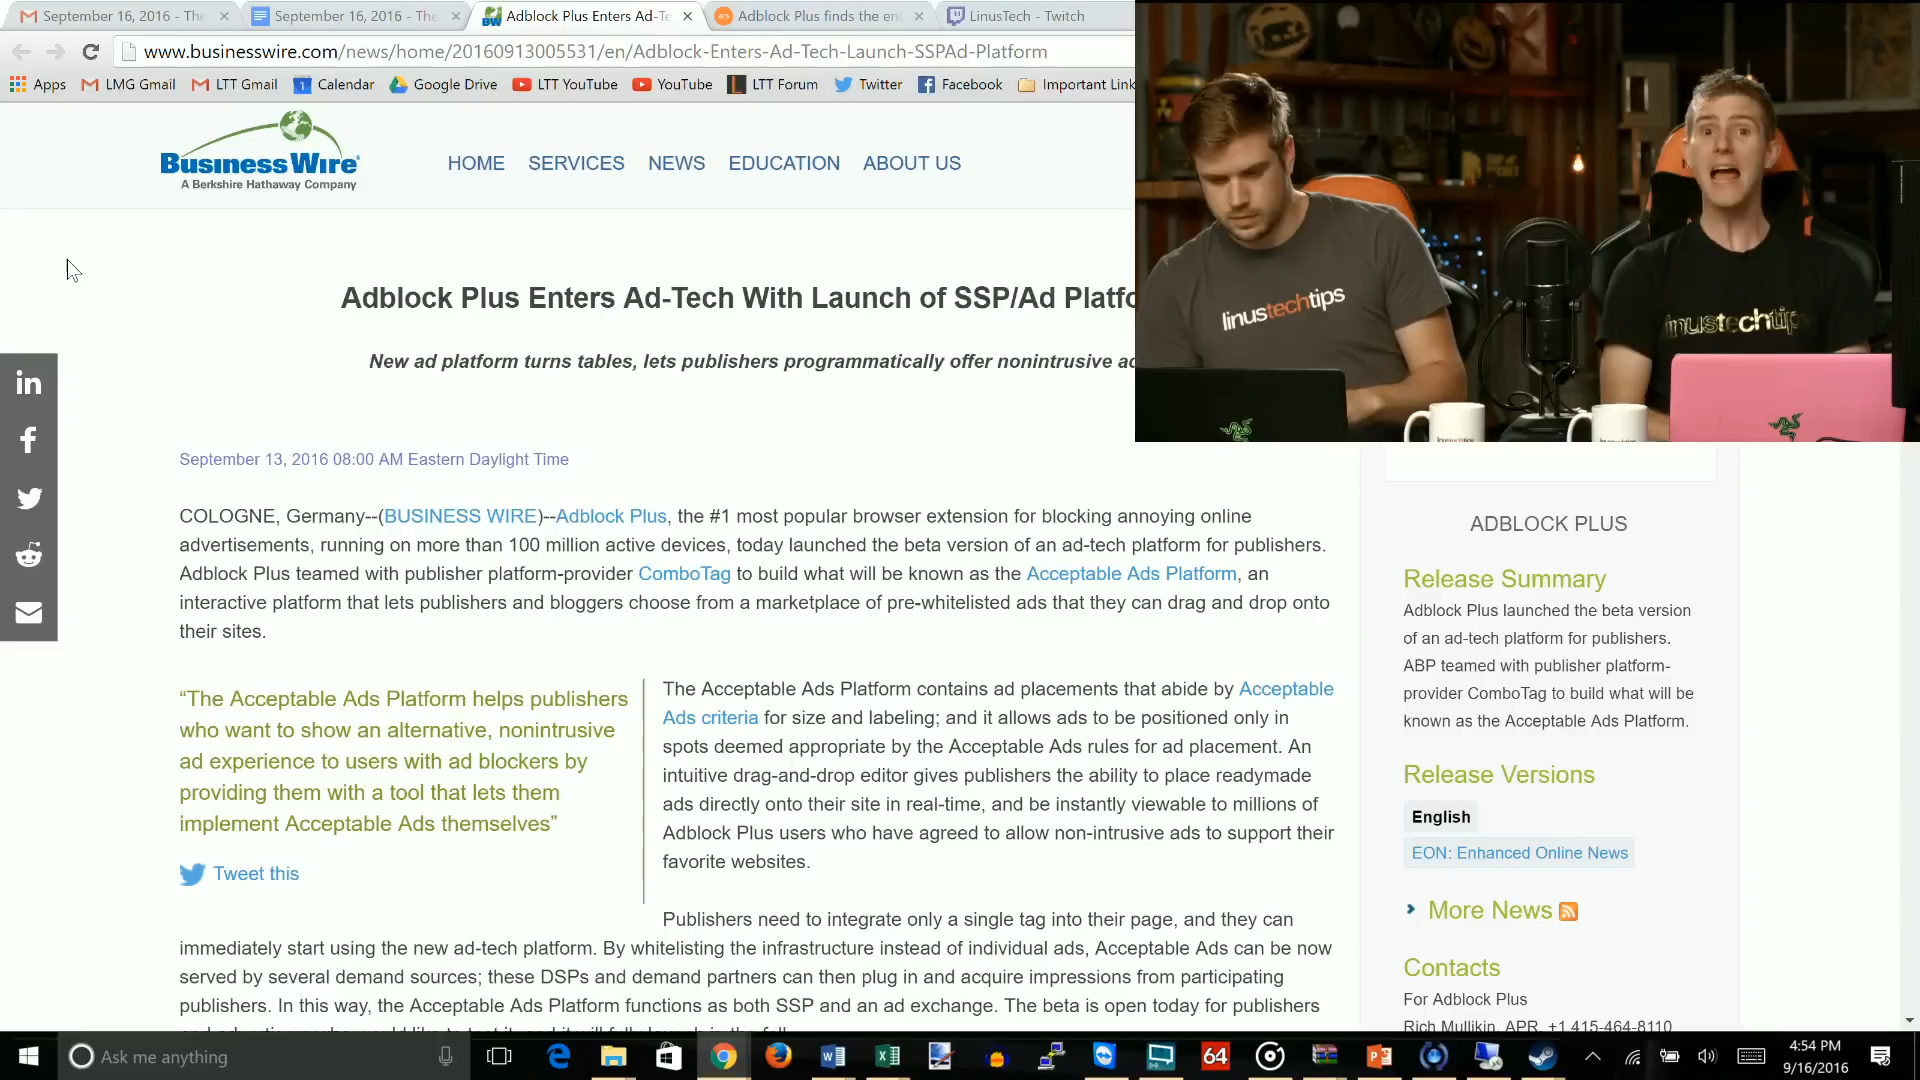 September 16, 2016 - The
September 16, 2016 - The
Adblock Plus Enters Ad-Te
Adblock Plus finds the en
LinusTech - Twitch
www.businesswire.com/news/home/20160913005531/en/Adblock-Enters-Ad-Tech-Launch-SSPAd-Platform
Apps
LMG Gmail
LTT Gmail
Calendar
Google Drive
LTT YouTube
YouTube
LTT Forum
Twitter
Facebook
Important Link
Business Wire
A Berkshire Hathaway Company
HOME
SERVICES
NEWS
EDUCATION
ABOUT US
linustechtips
linustechtips
Adblock Plus Enters Ad-Tech With Launch of SSP/Ad Platfo
New ad platform turns tables, lets publishers programmatically offer nonintrusive ad
September 13, 2016 08:00 AM Eastern Daylight Time
COLOGNE, Germany--(BUSINESS WIRE)--Adblock Plus, the #1 most popular browser extension for blocking annoying online
advertisements, running on more than 100 million active devices, today launched the beta version of an ad-tech platform for publishers.
Adblock Plus teamed with publisher platform-provider ComboTag to build what will be known as the Acceptable Ads Platform, an
interactive platform that lets publishers and bloggers choose from a marketplace of pre-whitelisted ads that they can drag and drop onto
their sites.
“The Acceptable Ads Platform helps publishers
who want to show an alternative, nonintrusive
ad experience to users with ad blockers by
providing them with a tool that lets them
implement Acceptable Ads themselves”
Tweet this
The Acceptable Ads Platform contains ad placements that abide by Acceptable
Ads criteria for size and labeling; and it allows ads to be positioned only in
spots deemed appropriate by the Acceptable Ads rules for ad placement. An
intuitive drag-and-drop editor gives publishers the ability to place readymade
ads directly onto their site in real-time, and be instantly viewable to millions of
Adblock Plus users who have agreed to allow non-intrusive ads to support their
favorite websites.
Publishers need to integrate only a single tag into their page, and they can
immediately start using the new ad-tech platform. By whitelisting the infrastructure instead of individual ads, Acceptable Ads can be now
served by several demand sources; these DSPs and demand partners can then plug in and acquire impressions from participating
publishers. In this way, the Acceptable Ads Platform functions as both SSP and an ad exchange. The beta is open today for publishers
ADBLOCK PLUS
Release Summary
Adblock Plus launched the beta version
of an ad-tech platform for publishers.
ABP teamed with publisher platform-
provider ComboTag to build what will be
known as the Acceptable Ads Platform.
Release Versions
English
EON: Enhanced Online News
More News
Contacts
For Adblock Plus
Rich Mullikin, APR, +1 415-464-8110
Ask me anything
64
4:54 PM
9/16/2016